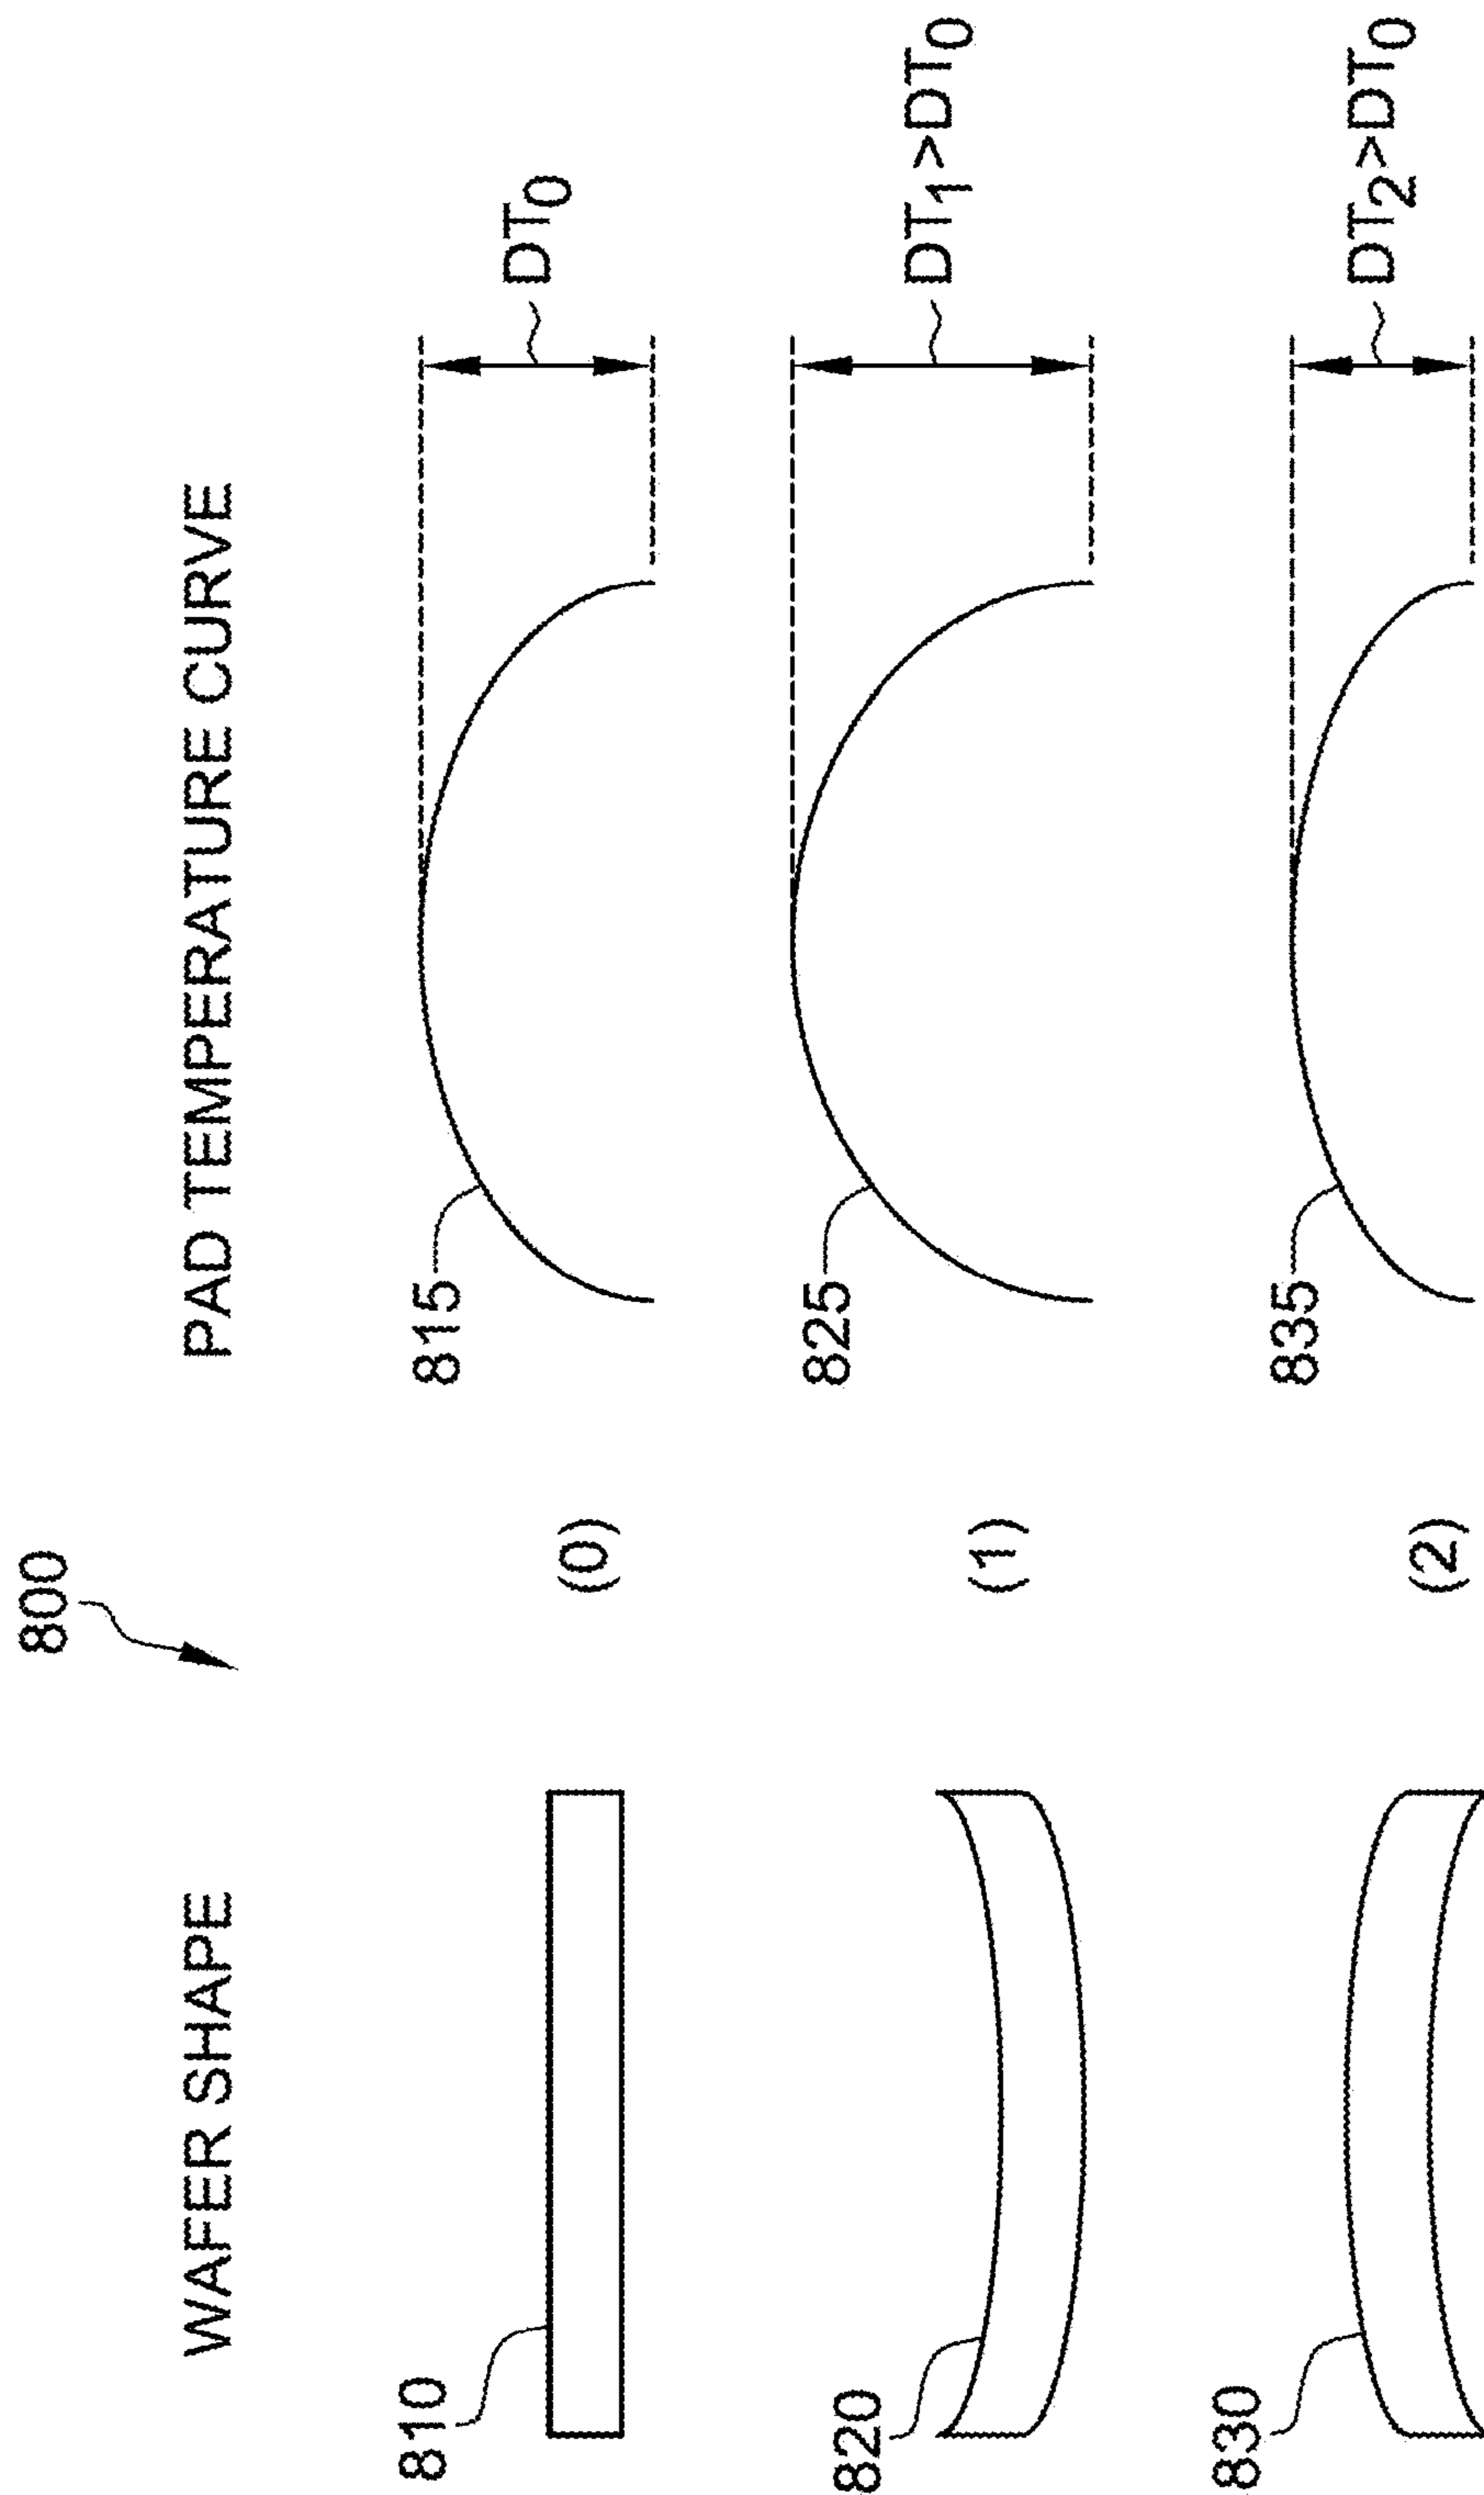 800
WAFER SHAPE
PAD TEMPERATURE CURVE
810
(0)
815
DT0
820
(1)
825
DT1>DT0
830
(2)
835
DT2>DT0